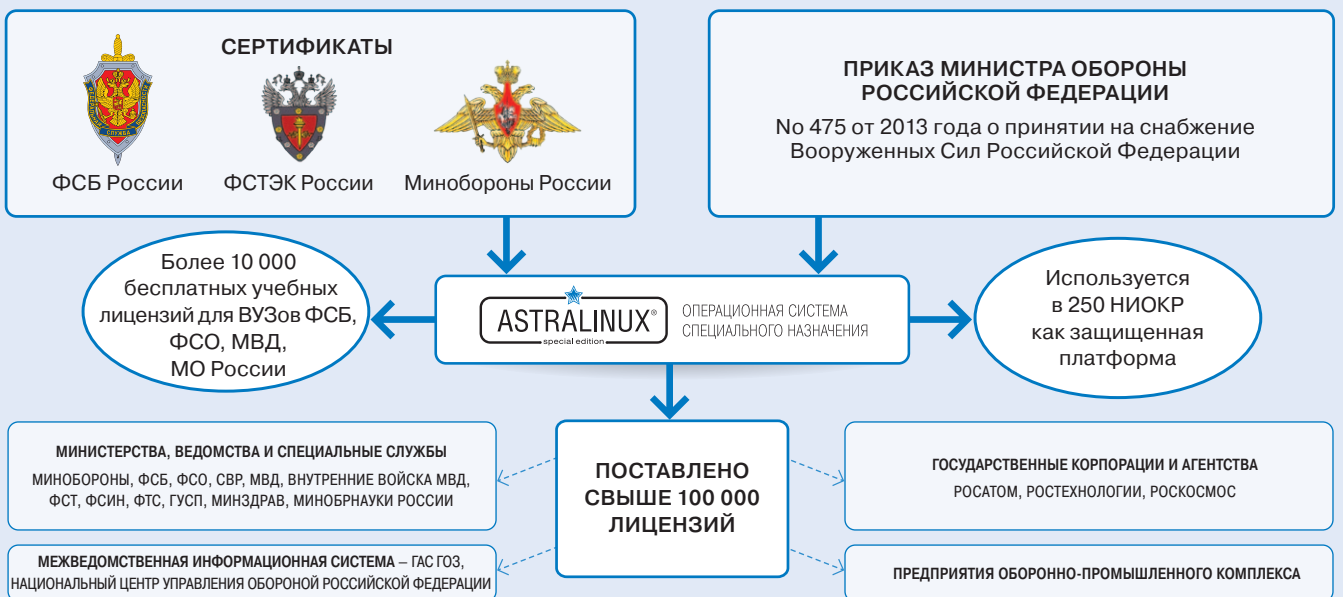 СЕРТИФИКАТЫ
СЛУЖБА
ФСБ России
ФСТЭК России
Минобороны России
ПРИКАЗ МИНИСТРА ОБОРОНЫ
РОССИЙСКОЙ ФЕДЕРАЦИИ
No 475 от 2013 года о принятии на снабжение
Вооруженных Сил Российской Федерации
Более 10 000
бесплатных учебных
лицензий для ВУЗов ФСБ,
ФСО, МВД,
МО России
ASTRALINUX®
special edition
ОПЕРАЦИОННАЯ СИСТЕМА
СПЕЦИАЛЬНОГО НАЗНАЧЕНИЯ
Используется
в 250 НИОКР
как защищенная
платформа
МИНИСТЕРСТВА, ВЕДОМСТВА И СПЕЦИАЛЬНЫЕ СЛУЖБЫ
МИНОБОРОНЫ, ФСБ, ФСО, СВР, МВД, ВНУТРЕННИЕ ВОЙСКА МВД,
ФСТ, ФСИН, ФТС, ГУСП, МИНЗДРАВ, МИНОБРНАУКИ РОССИИ
ПОСТАВЛЕНО
СВЫШЕ 100 000
ЛИЦЕНЗИЙ
ГОСУДАРСТВЕННЫЕ КОРПОРАЦИИ И АГЕНТСТВА
РОСАТОМ, РОСТЕХНОЛОГИИ, РОСКОСМОС
МЕЖВЕДОМСТВЕННАЯ ИНФОРМАЦИОННАЯ СИСТЕМА – ГАС ГОЗ,
НАЦИОНАЛЬНЫЙ ЦЕНТР УПРАВЛЕНИЯ ОБОРОНОЙ РОССИЙСКОЙ ФЕДЕРАЦИИ
ПРЕДПРИЯТИЯ ОБОРОННО-ПРОМЫШЛЕННОГО КОМПЛЕКСА